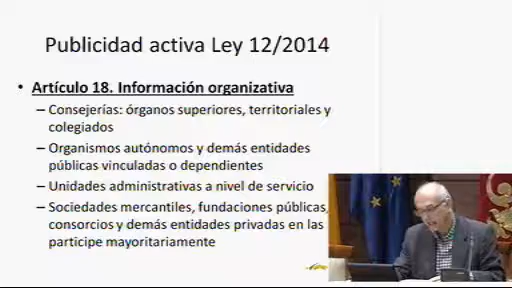 Publicidad activa Ley 12/2014
• Artículo 18. Información organizativa
– Consejerías: órganos superiores, territoriales y
colegiados
– Organismos autónomos y demás entidades
públicas vinculadas o dependientes
– Unidades administrativas a nivel de servicio
– Sociedades mercantiles, fundaciones públicas,
consorcios y demás entidades privadas en las
participe mayoritariamente